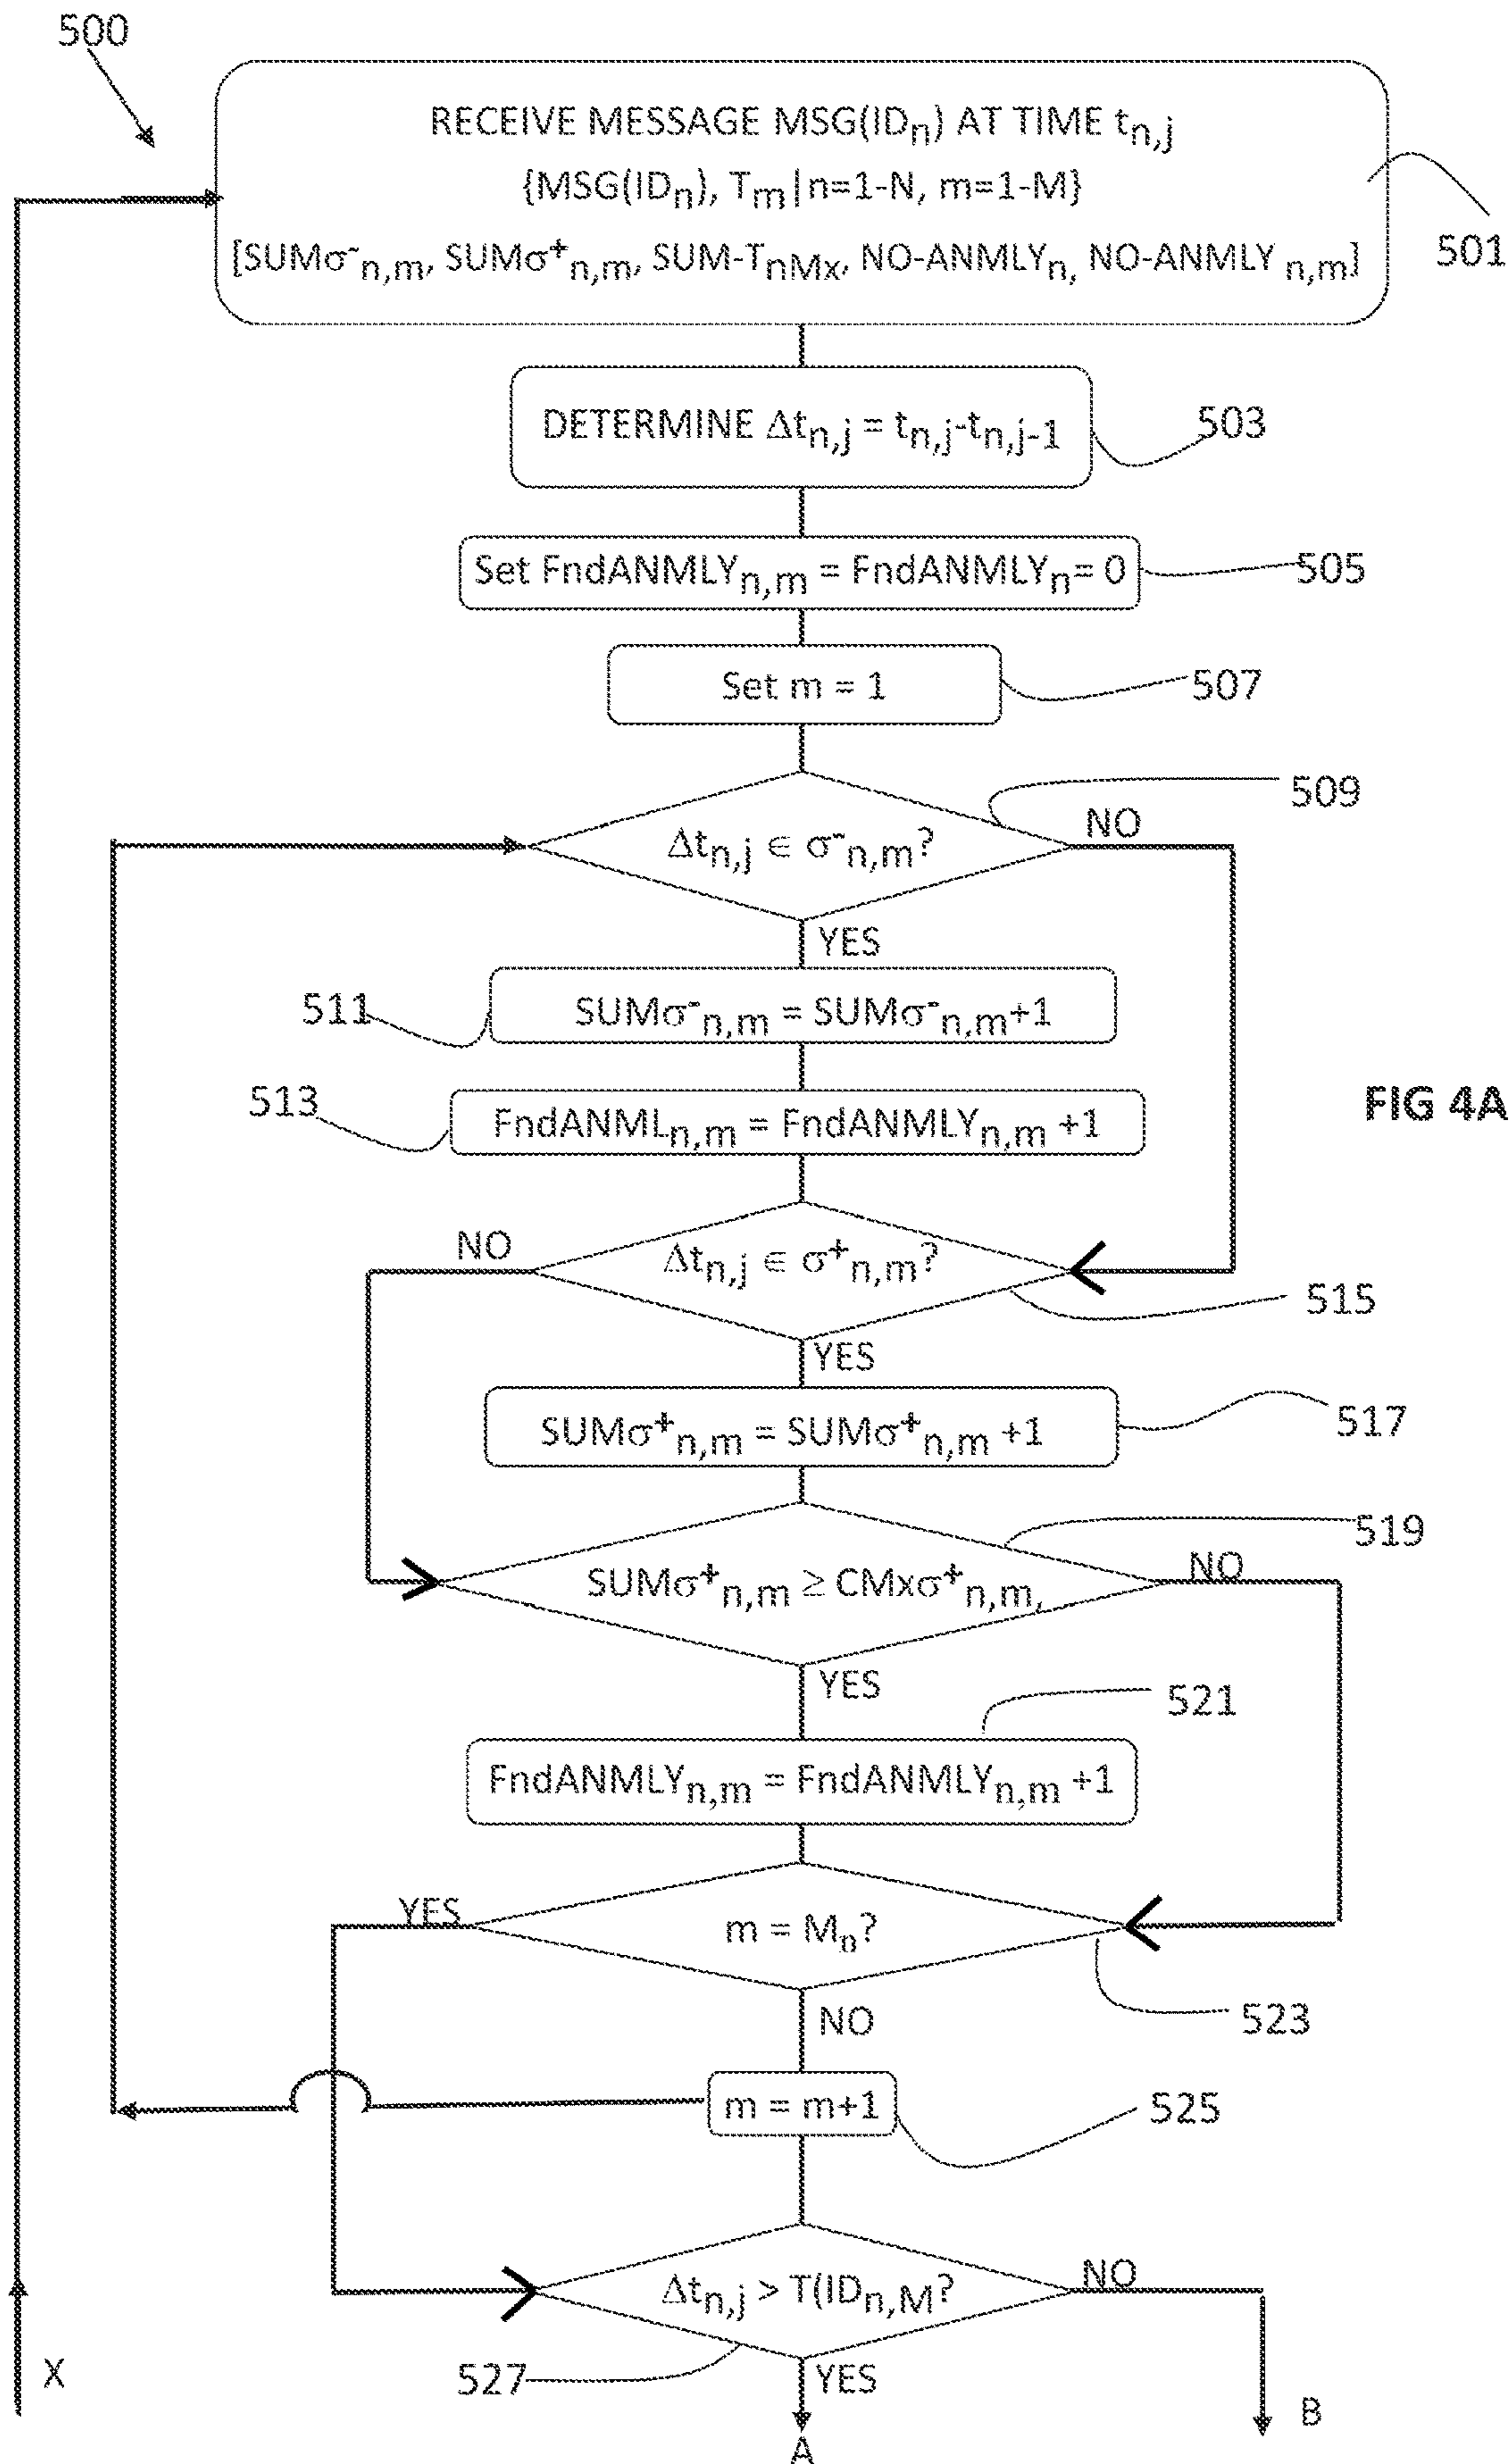 500
RECEIVE MESSAGE MSG(IDn) AT TIME tn,j
{MSG(IDn), Tm|n=1-N, m=1-M}
[SUMσ-n,m, SUMσ+n,m, SUM-TnMx, NO-ANMLYn, NO-ANMLY n,m]
501
DETERMINE Δtn,j = tn,j-tn,j-1
503
Set FndANMLYn,m = FndANMLYn= 0
505
Set m = 1
507
509
Δtn,j ∈ σ-n,m?
NO
YES
SUMσ-n,m = SUMσ-n,m+1
511
513
FndANMLn,m = FndANMLYn,m +1
FIG 4A
NO
Δtn,j ∈ σ+n,m?
515
YES
SUMσ+n,m = SUMσ+n,m +1
517
519
SUMσ+n,m ≥ CMxσ+n,m,
NO
YES
521
FndANMLYn,m = FndANMLYn,m +1
YES
m = Mn?
523
NO
m = m+1
525
Δtn,j > T(IDn,M?
NO
527
YES
X
A
B